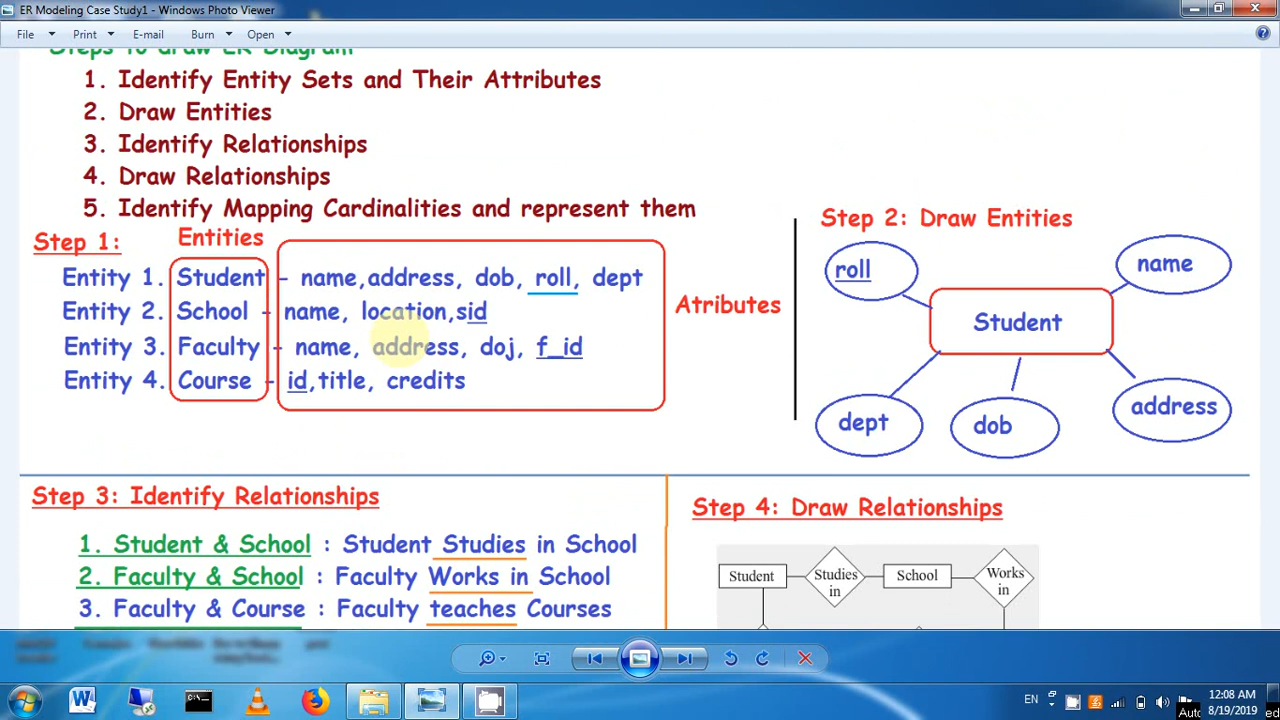 ER Modeling Case Study1 - Windows Photo Viewer
File Print E-mail Burn Open
Steps to draw ER Diagram
1. Identify Entity Sets and Their Attributes
2. Draw Entities
3. Identify Relationships
4. Draw Relationships
5. Identify Mapping Cardinalities and represent them
Step 1: Entities
Entity 1. Student - name,address, dob, roll, dept
Entity 2. School - name, location,sid
Entity 3. Faculty - name, address, doj, f_id
Entity 4. Course - id,title, credits
Atributes
Step 2: Draw Entities
roll
name
Student
dept
dob
address
Step 3: Identify Relationships
1. Student & School : Student Studies in School
2. Faculty & School : Faculty Works in School
3. Faculty & Course : Faculty teaches Courses
Step 4: Draw Relationships
Student
Studies
in
School
Works
in
EN
12:08 AM
8/19/2019